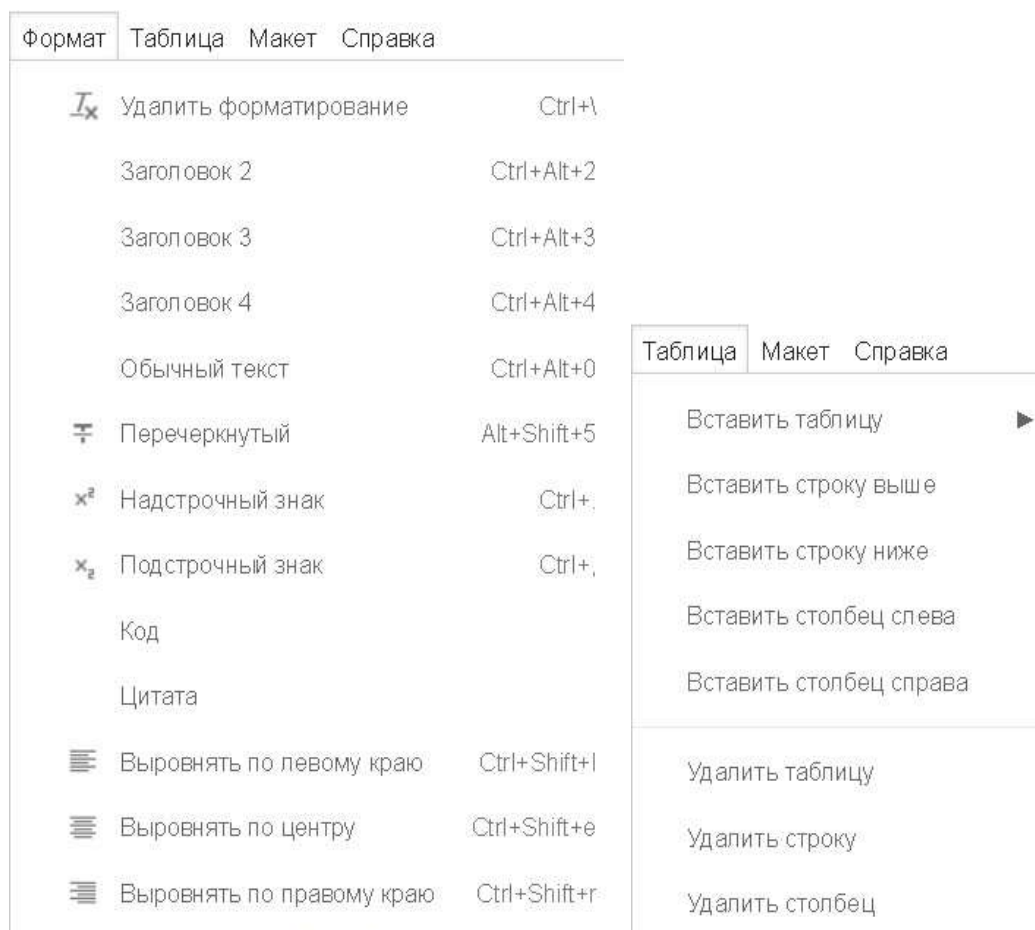 Формат Таблица Макет Справка
Удалить форматирование Ctrl+\
Заголовок 2 Ctrl+Alt+2
Заголовок 3 Ctrl+Alt+3
Заголовок 4 Ctrl+Alt+4
Обычный текст Ctrl+Alt+0
Перечеркнутый Alt+Shift+5
Надстрочный знак Ctrl+.
Подстрочный знак Ctrl+,
Код
Цитата
Выровнять по левому краю Ctrl+Shift+l
Выровнять по центру Ctrl+Shift+e
Выровнять по правому краю Ctrl+Shift+r
Таблица Макет Справка
Вставить таблицу
Вставить строку выше
Вставить строку ниже
Вставить столбец слева
Вставить столбец справа
Удалить таблицу
Удалить строку
Удалить столбец